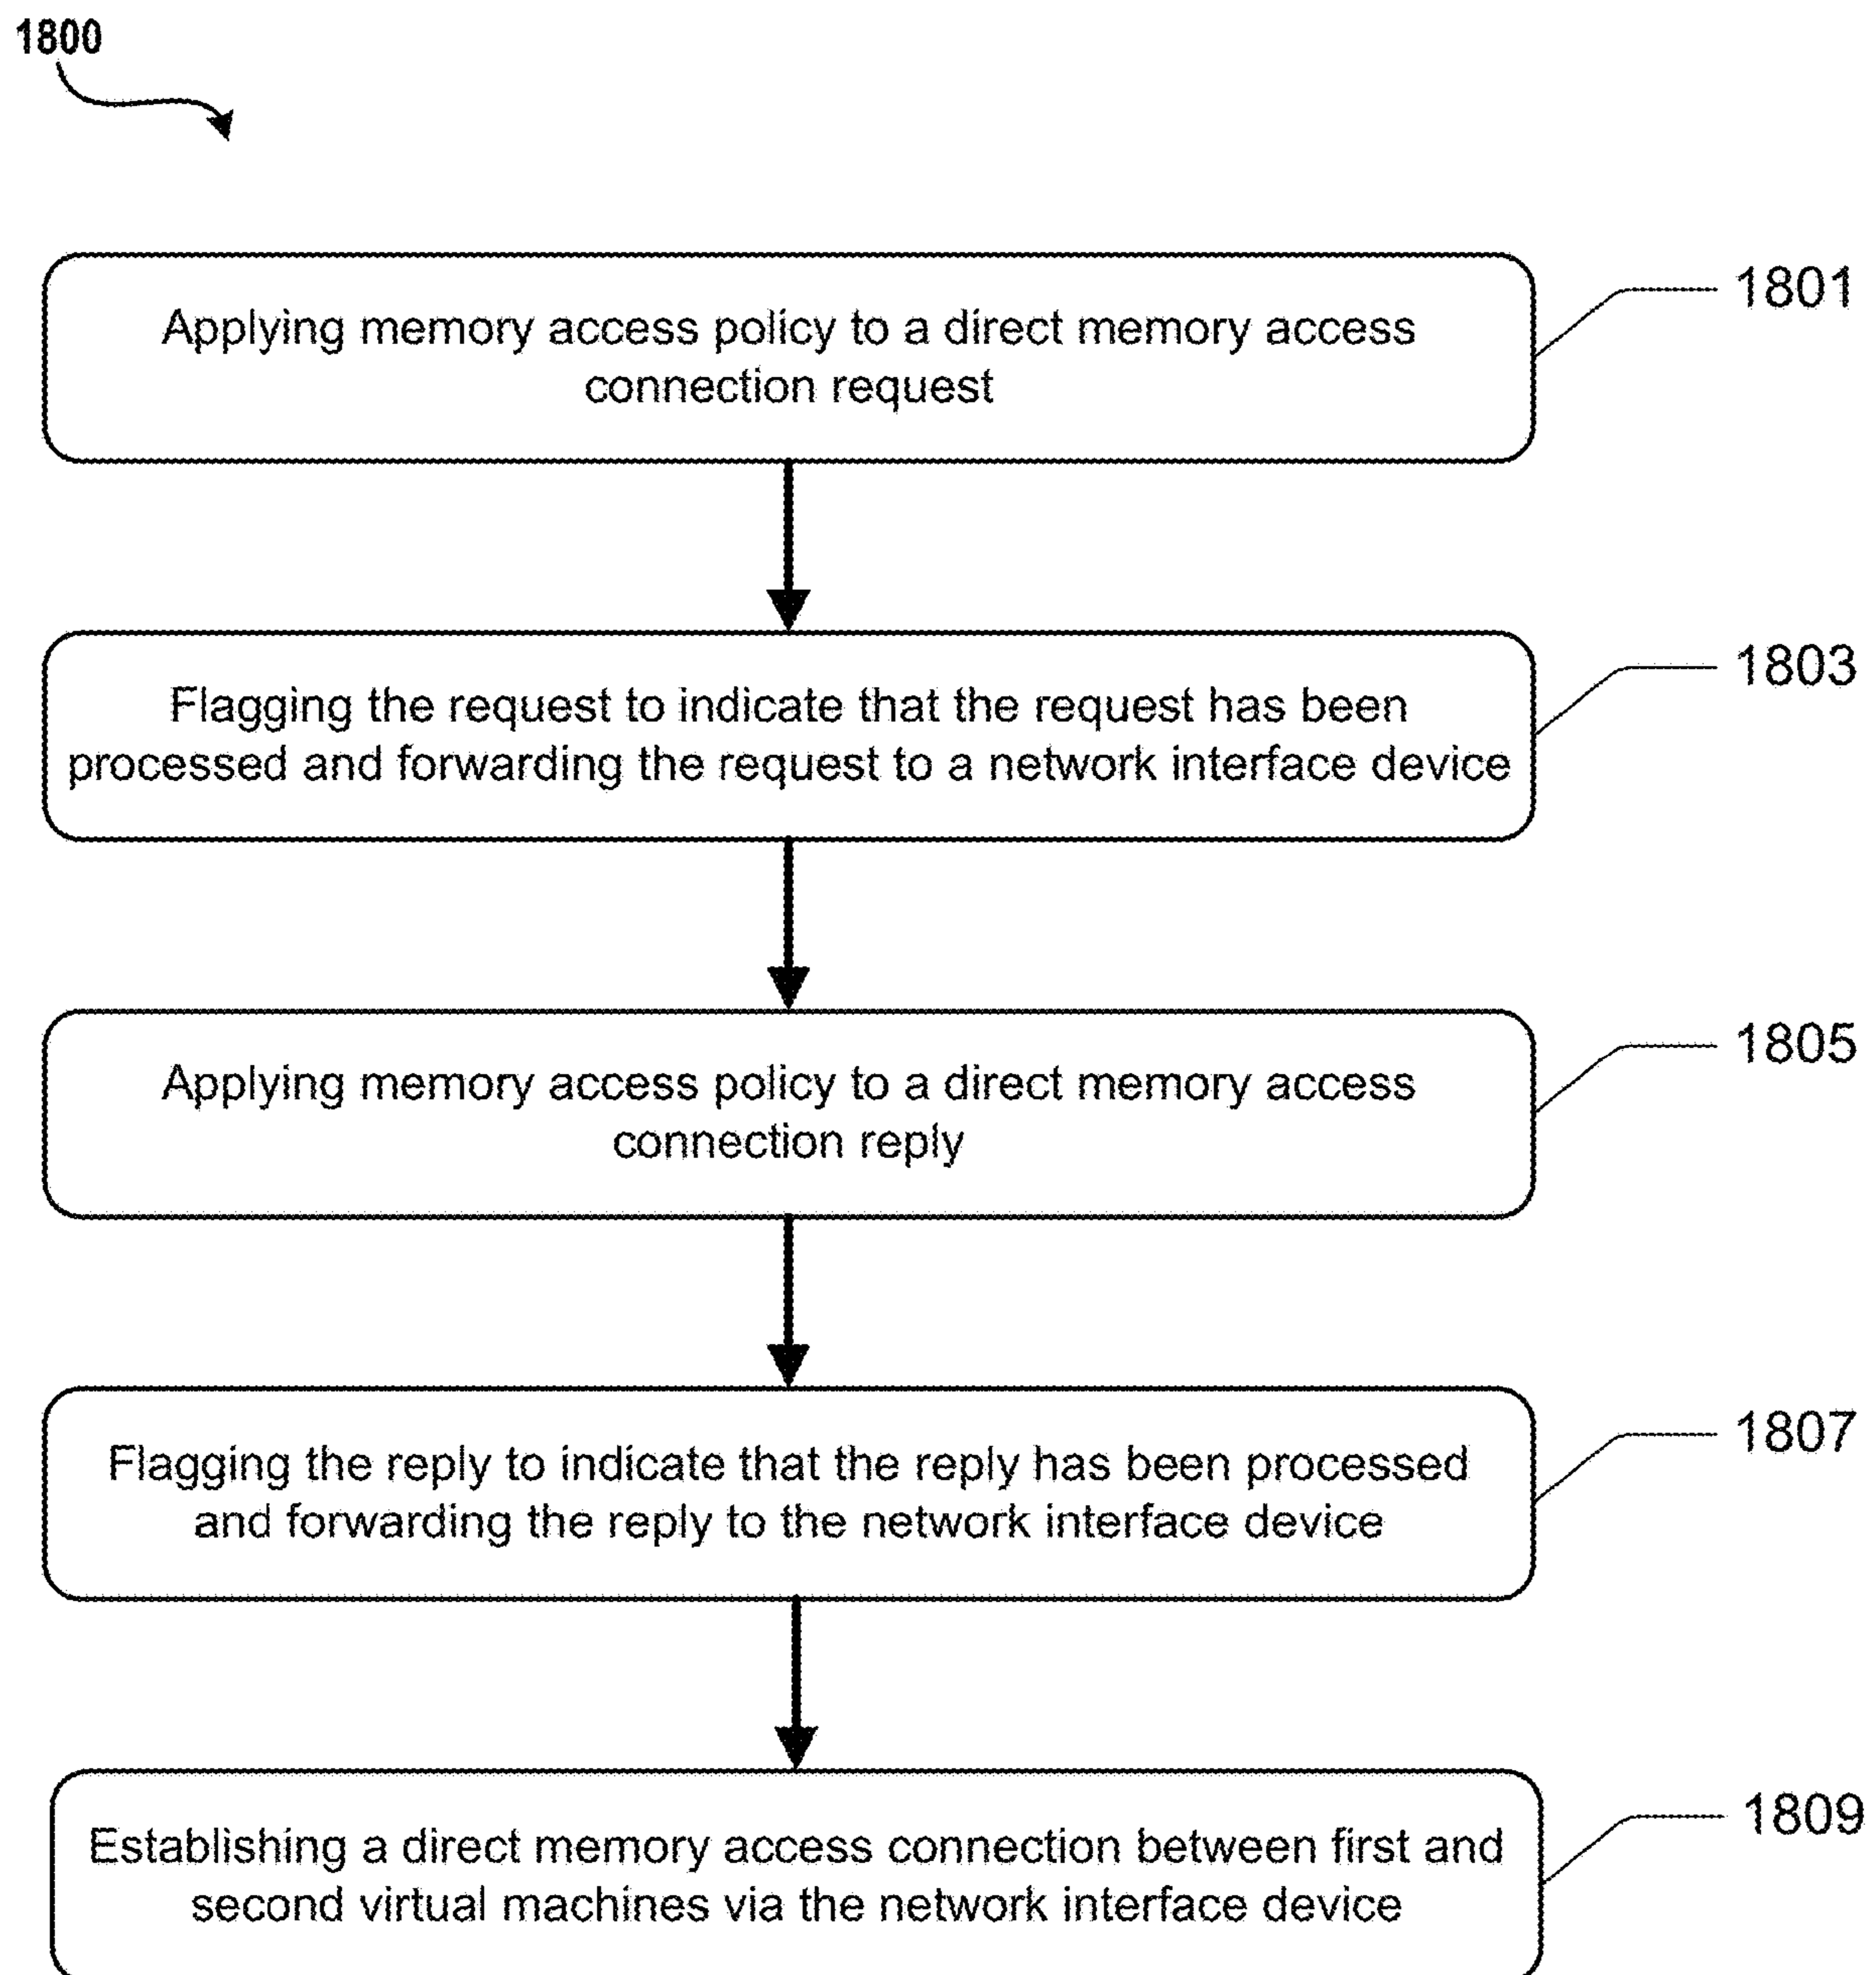 1800
Applying memory access policy to a direct memory access
connection request
1801
Flagging the request to indicate that the request has been
processed and forwarding the request to a network interface device
1803
Applying memory access policy to a direct memory access
connection reply
1805
Flagging the reply to indicate that the reply has been processed
and forwarding the reply to the network interface device
1807
Establishing a direct memory access connection between first and
second virtual machines via the network interface device
1809